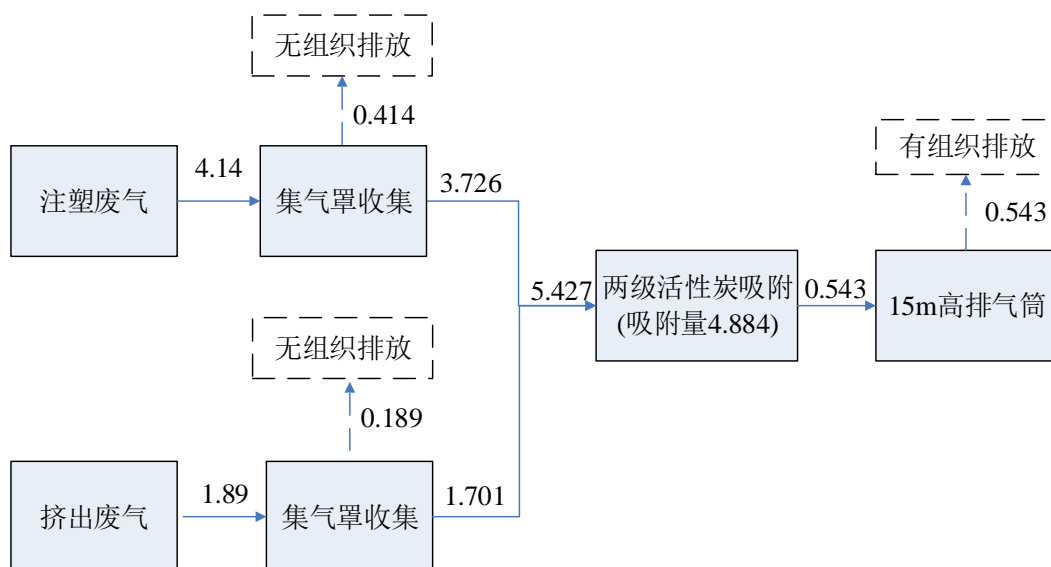 无组织排放
0.414
有组织排放
4.14
3.726
注塑废气
集气罩收集
0.543
5.427
两级活性炭吸附
(吸附量4.884)
0.543
15m高排气筒
无组织排放
0.189
1.89
1.701
挤出废气
集气罩收集